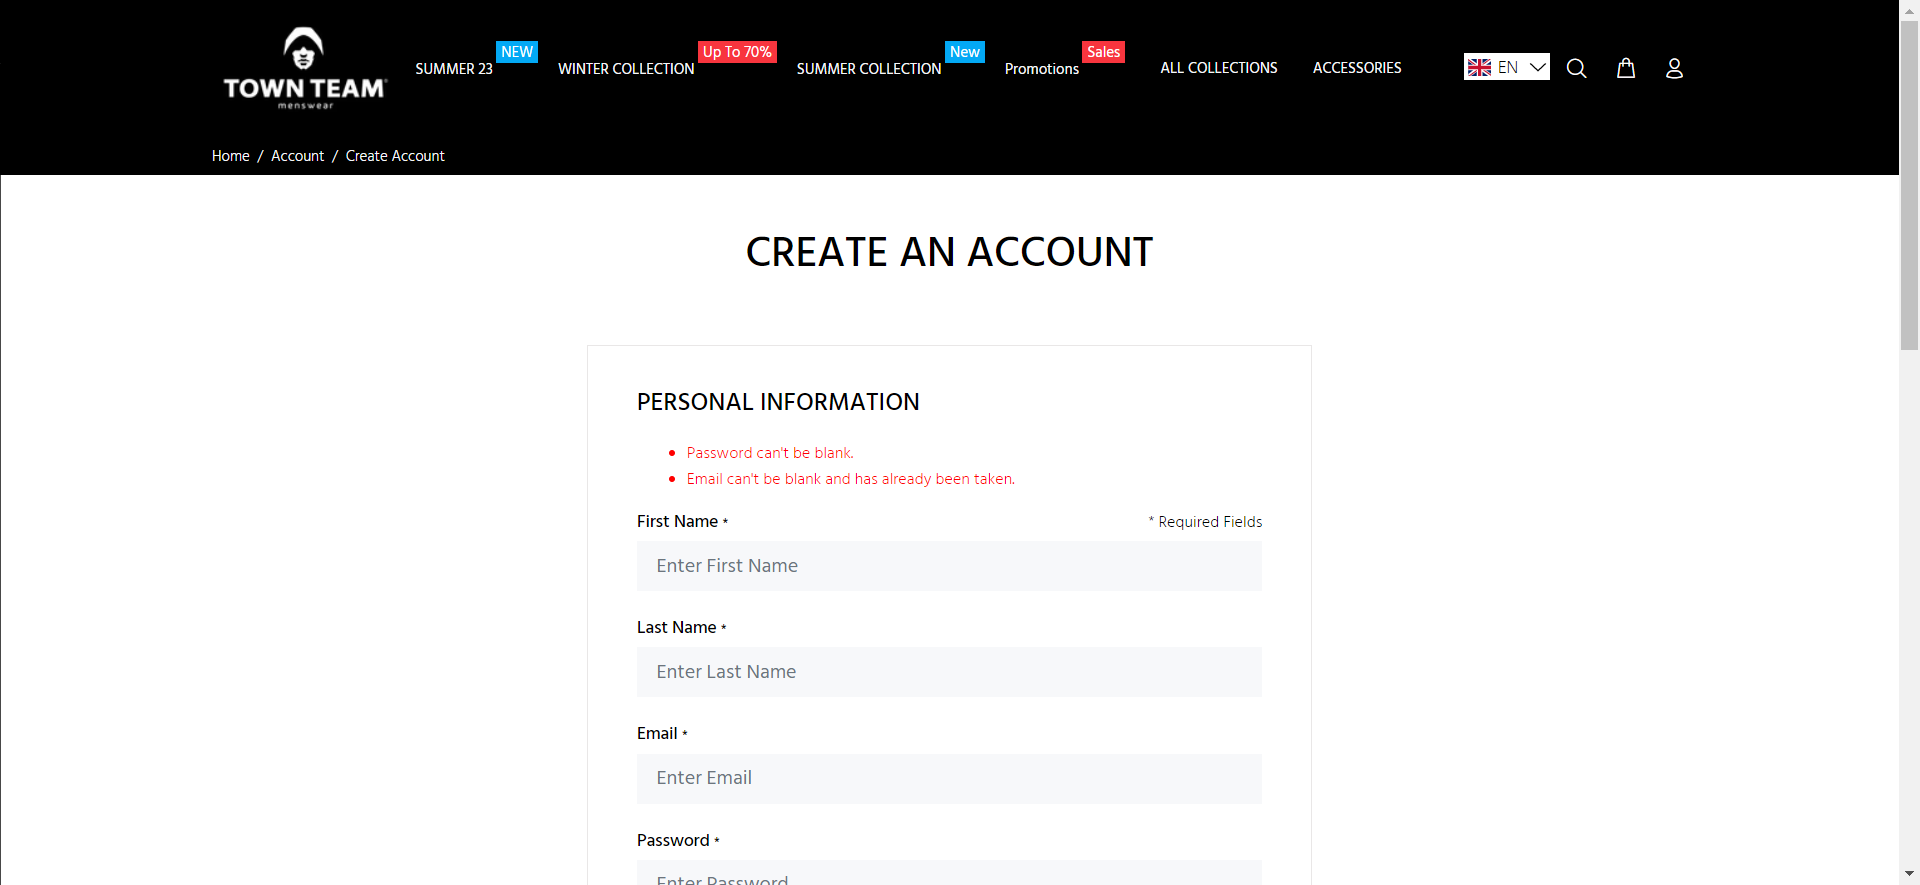 TOWN TEAM
menswear
SUMMER 23
NEW
WINTER COLLECTION
Up To 70%
SUMMER COLLECTION
New
Promotions
Sales
ALL COLLECTIONS
ACCESSORIES
EN
Home / Account / Create Account
CREATE AN ACCOUNT
PERSONAL INFORMATION
Password can't be blank.
Email can't be blank and has already been taken.
First Name *
* Required Fields
Enter First Name
Last Name *
Enter Last Name
Email *
Enter Email
Password *
Enter Password